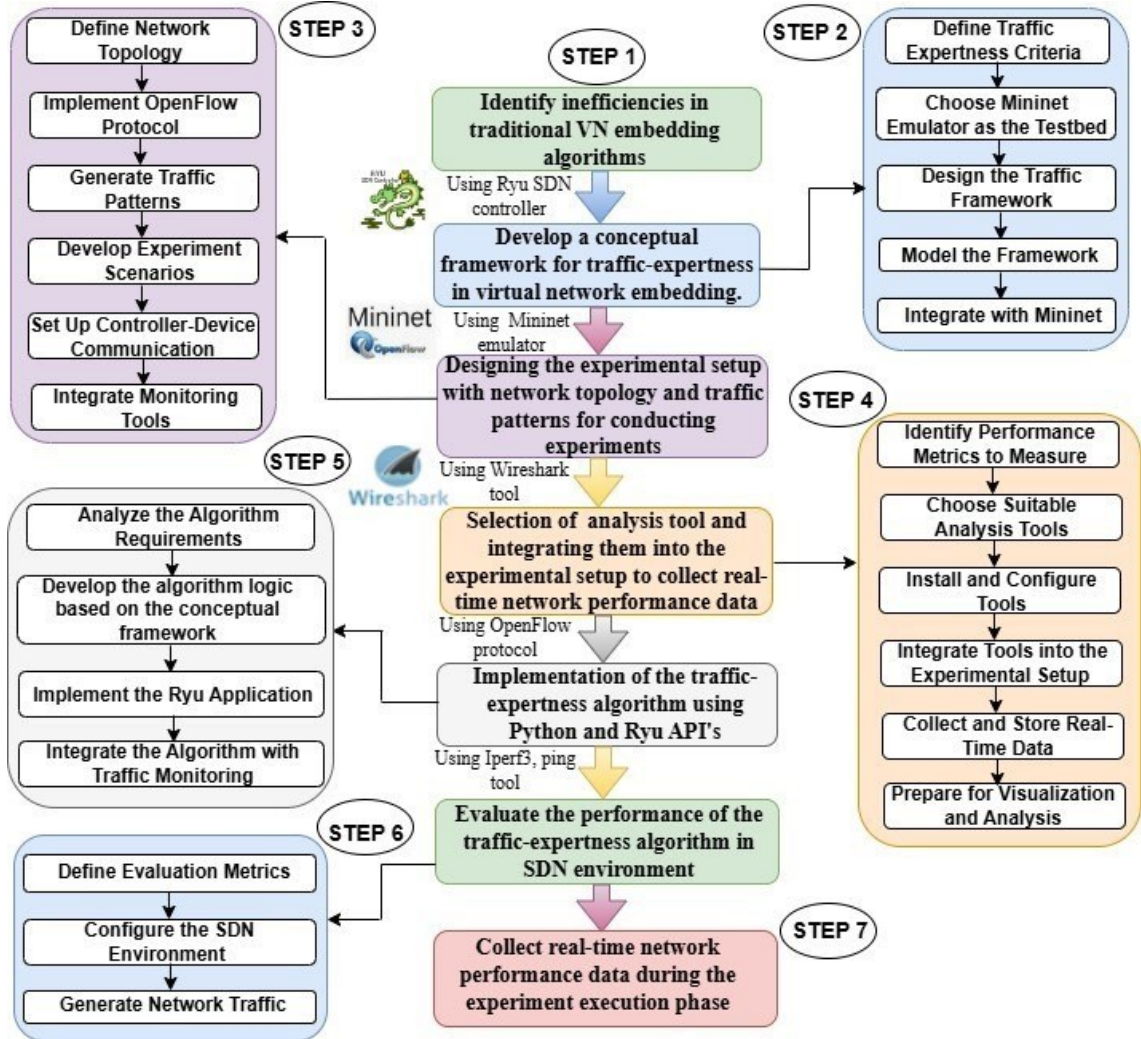 STEP 3
Define Network
Topology
Implement OpenFlow
Protocol
Generate Traffic
Patterns
Develop Experiment
Scenarios
Set Up Controller-Device
Communication
Integrate Monitoring
Tools
STEP 1
Identify inefficiencies in
traditional VN embedding
algorithms
RYU
SDN Controller
Using Ryu SDN
controller
Develop a conceptual
framework for traffic-expertness
in virtual network embedding.
Mininet
OpenFlow
Using Mininet
emulator
Designing the experimental setup
with network topology and traffic
patterns for conducting
experiments
Wireshark
Using Wireshark
tool
Selection of analysis tool and
integrating them into the
experimental setup to collect real-
time network performance data
Using OpenFlow
protocol
Implementation of the traffic-
expertness algorithm using
Python and Ryu API's
Using Iperf3, ping
tool
Evaluate the performance of the
traffic-expertness algorithm in
SDN environment
Collect real-time network
performance data during the
experiment execution phase
STEP 7
STEP 2
Define Traffic
Expertness Criteria
Choose Mininet
Emulator as the Testbed
Design the Traffic
Framework
Model the Framework
Integrate with Mininet
STEP 4
Identify Performance
Metrics to Measure
Choose Suitable
Analysis Tools
Install and Configure
Tools
Integrate Tools into the
Experimental Setup
Collect and Store Real-
Time Data
Prepare for Visualization
and Analysis
STEP 5
Analyze the Algorithm
Requirements
Develop the algorithm logic
based on the conceptual
framework
Implement the Ryu Application
Integrate the Algorithm with
Traffic Monitoring
STEP 6
Define Evaluation Metrics
Configure the SDN
Environment
Generate Network Traffic